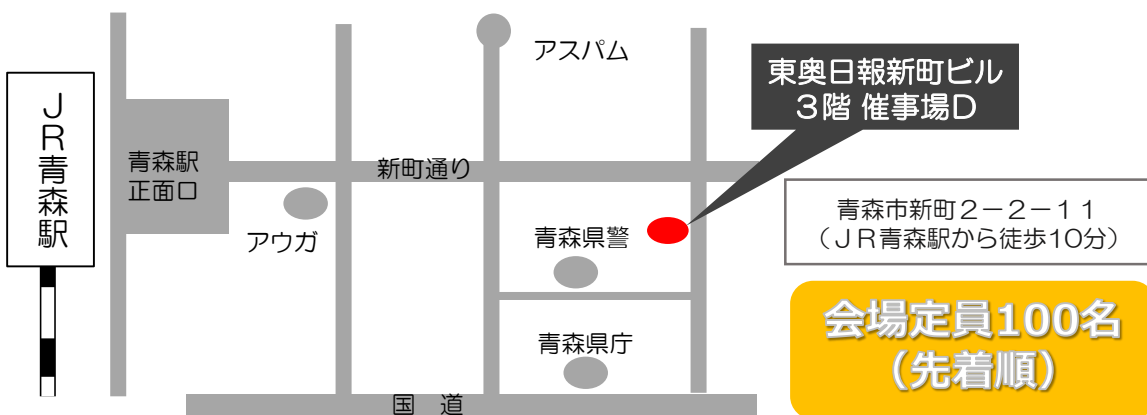 JR青森駅
青森駅
正面口
アスパム
新町通り
アウガ
青森県警
青森県庁
国　道
東奥日報新町ビル
３階 催事場D
青森市新町２－２－１１
（ＪＲ青森駅から徒歩10分）
会場定員100名
（先着順）